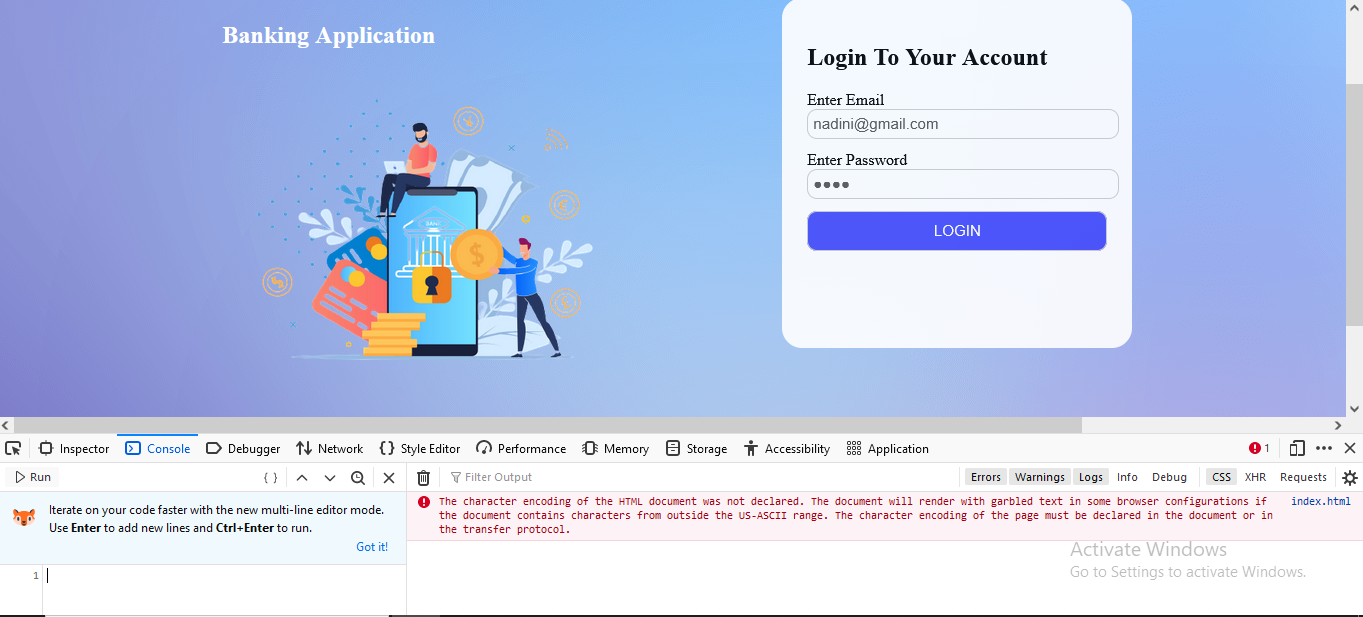 Banking Application
Login To Your Account
Enter Email
nadini@gmail.com
Enter Password
••••
LOGIN
BANK
Inspector Console Debugger Network Style Editor Performance Memory Storage Accessibility Application 1
Run
Filter Output
Errors Warnings Logs Info Debug CSS XHR Requests
Iterate on your code faster with the new multi-line editor mode.
Use Enter to add new lines and Ctrl+Enter to run.
Got it!
1
The character encoding of the HTML document was not declared. The document will render with garbled text in some browser configurations if
the document contains characters from outside the US-ASCII range. The character encoding of the page must be declared in the document or in
the transfer protocol.
index.html
Activate Windows
Go to Settings to activate Windows.